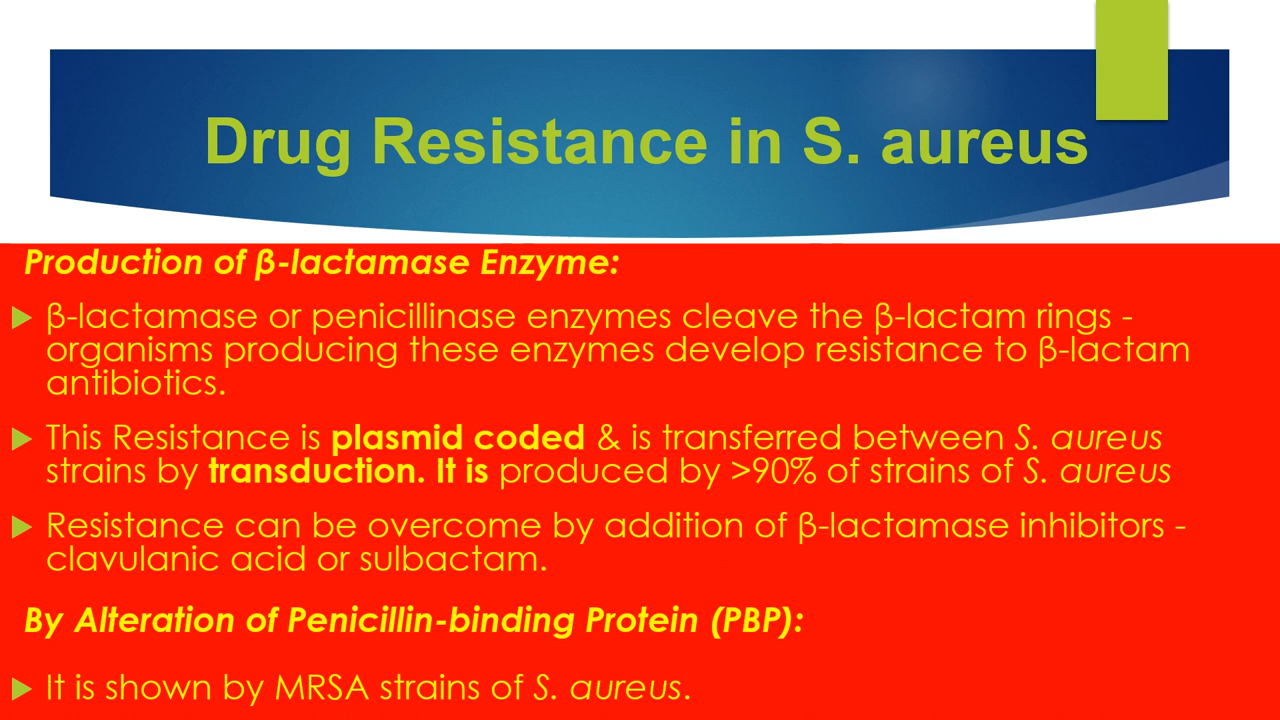 Drug Resistance in S. aureus
Production of β-lactamase Enzyme:
β-lactamase or penicillinase enzymes cleave the β-lactam rings -
organisms producing these enzymes develop resistance to β-lactam
antibiotics.
This Resistance is plasmid coded & is transferred between S. aureus
strains by transduction. It is produced by >90% of strains of S. aureus
Resistance can be overcome by addition of β-lactamase inhibitors -
clavulanic acid or sulbactam.
By Alteration of Penicillin-binding Protein (PBP):
It is shown by MRSA strains of S. aureus.